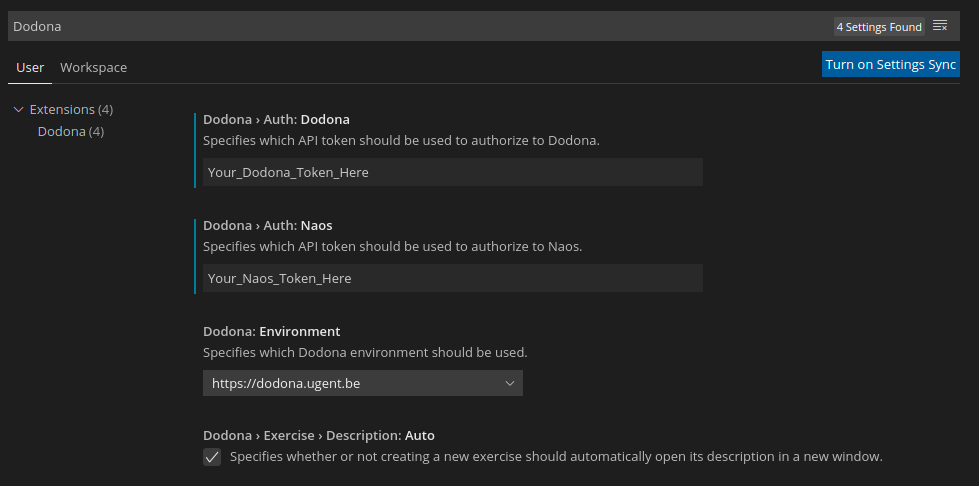 Dodona
4 Settings Found
User Workspace
Turn on Settings Sync
Extensions (4)
Dodona (4)
Dodona › Auth: Dodona
Specifies which API token should be used to authorize to Dodona.
Your_Dodona_Token_Here
Dodona › Auth: Naos
Specifies which API token should be used to authorize to Naos.
Your_Naos_Token_Here
Dodona: Environment
Specifies which Dodona environment should be used.
https://dodona.ugent.be
Dodona › Exercise › Description: Auto
Specifies whether or not creating a new exercise should automatically open its description in a new window.